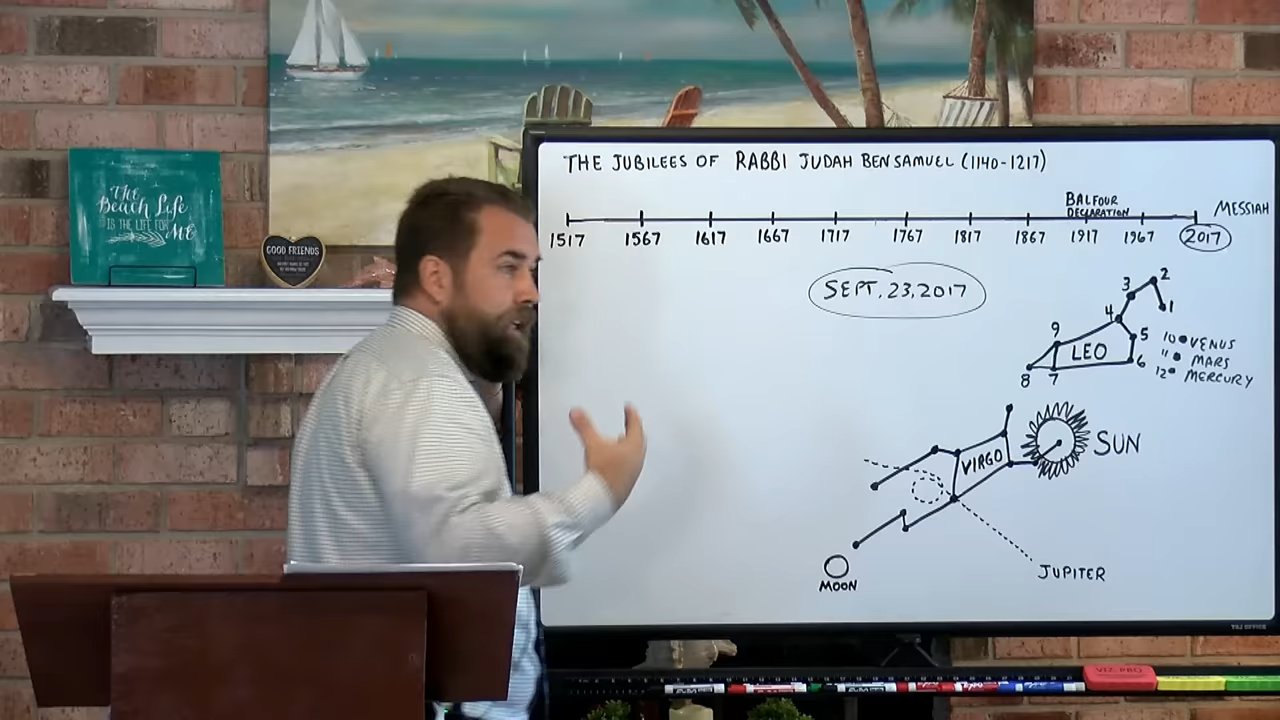 THE JUBILEES OF RABBI JUDAH BEN SAMUEL (1140-1217)
BALFOUR
DECLARATION
MESSIAH
1517 1567 1617 1667 1717 1767 1817 1867 1917 1967 2017
SEPT. 23, 2017
The
Beach Life
IS THE LIFE FOR
ME
GOOD FRIENDS
1
2
3
4
5
6
7
8
9
LEO
10 VENUS
11 MARS
12 MERCURY
VIRGO
SUN
JUPITER
MOON
VIZ-PRO